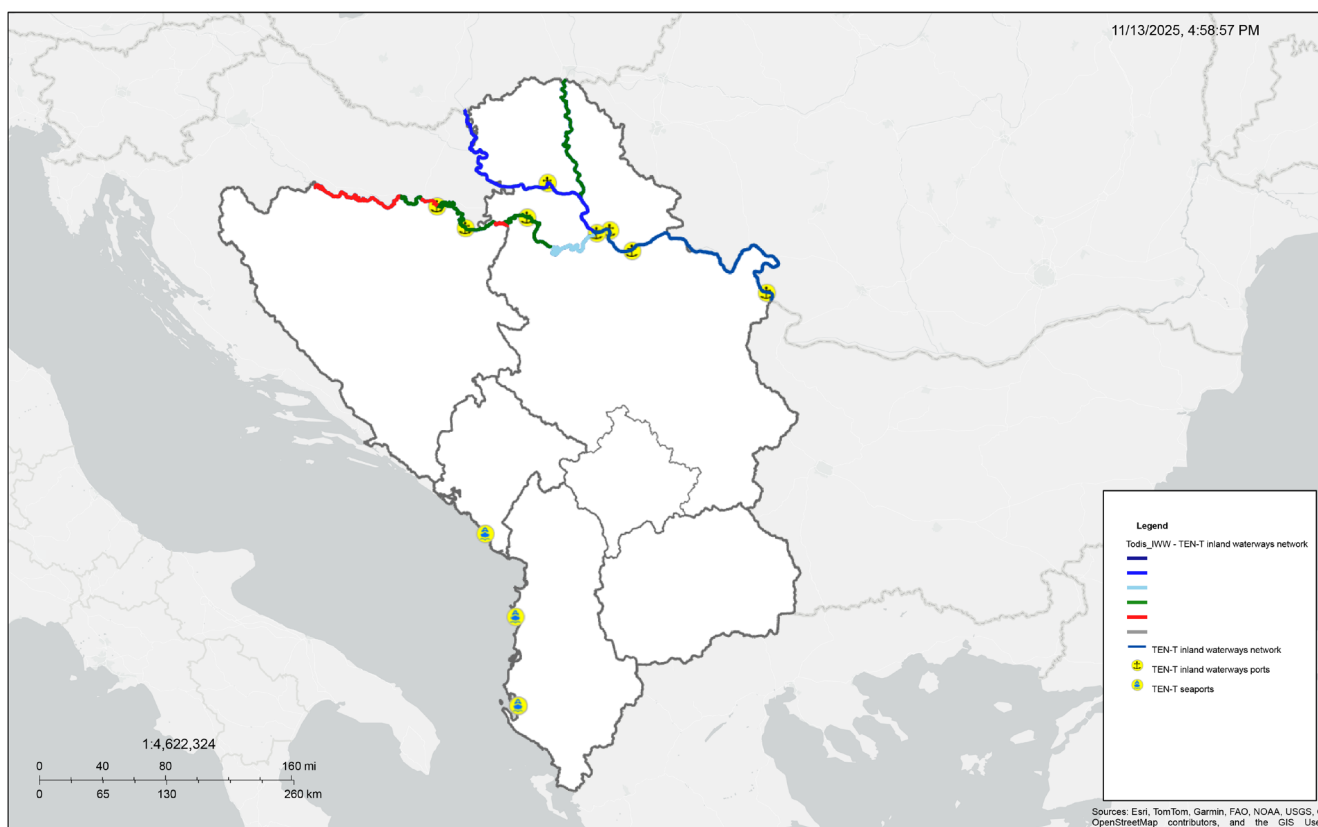 11/13/2025, 4:58:57 PM
Legend
Todis_IWW - TEN-T inland waterways network
TEN-T inland waterways network
TEN-T inland waterways ports
TEN-T seaports
1:4,622,324
0 40 80 160 mi
0 65 130 260 km
Sources: Esri, TomTom, Garmin, FAO, NOAA, USGS,
OpenStreetMap contributors, and the GIS Use